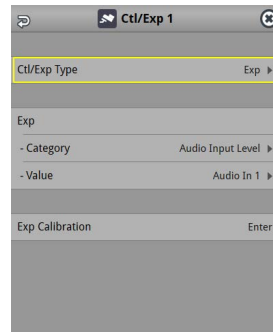 Ctl/Exp 1
Ctl/Exp Type Exp
Exp
- Category Audio Input Level
- Value Audio In 1
Exp Calibration Enter